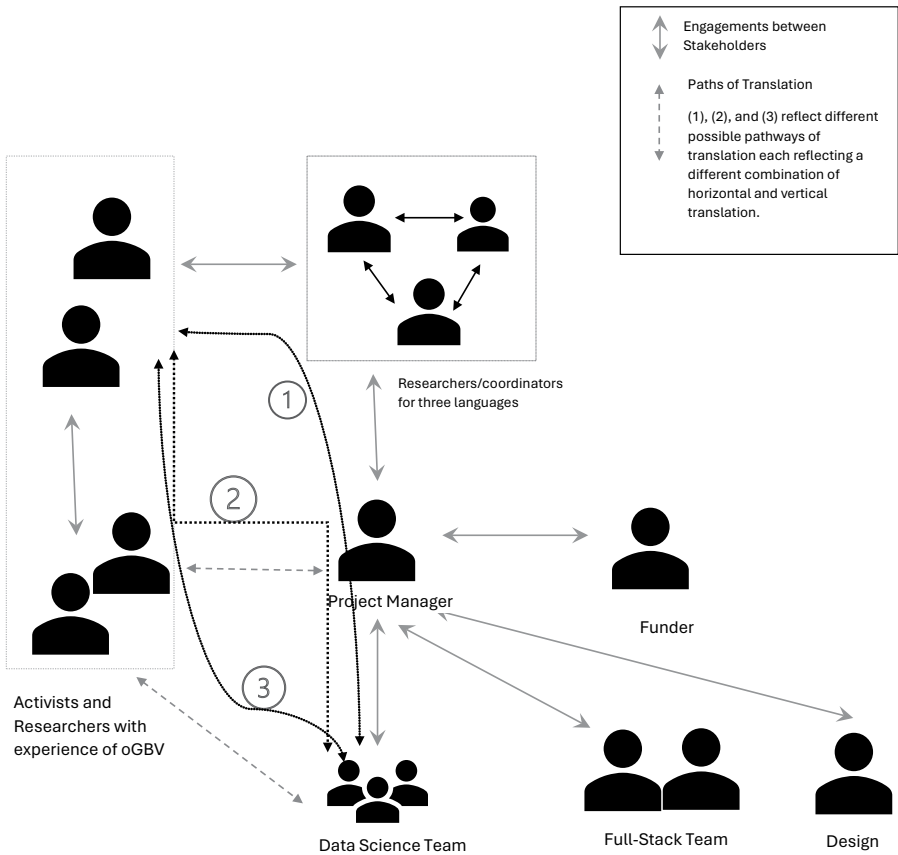 Engagements between
Stakeholders
Paths of Translation
(1), (2), and (3) reflect different
possible pathways of
translation each reflecting a
different combination of
horizontal and vertical
translation.
Researchers/coordinators
for three languages
1
2
Project Manager
Funder
3
Activists and
Researchers with
experience of oGBV
Data Science Team
Full-Stack Team
Design